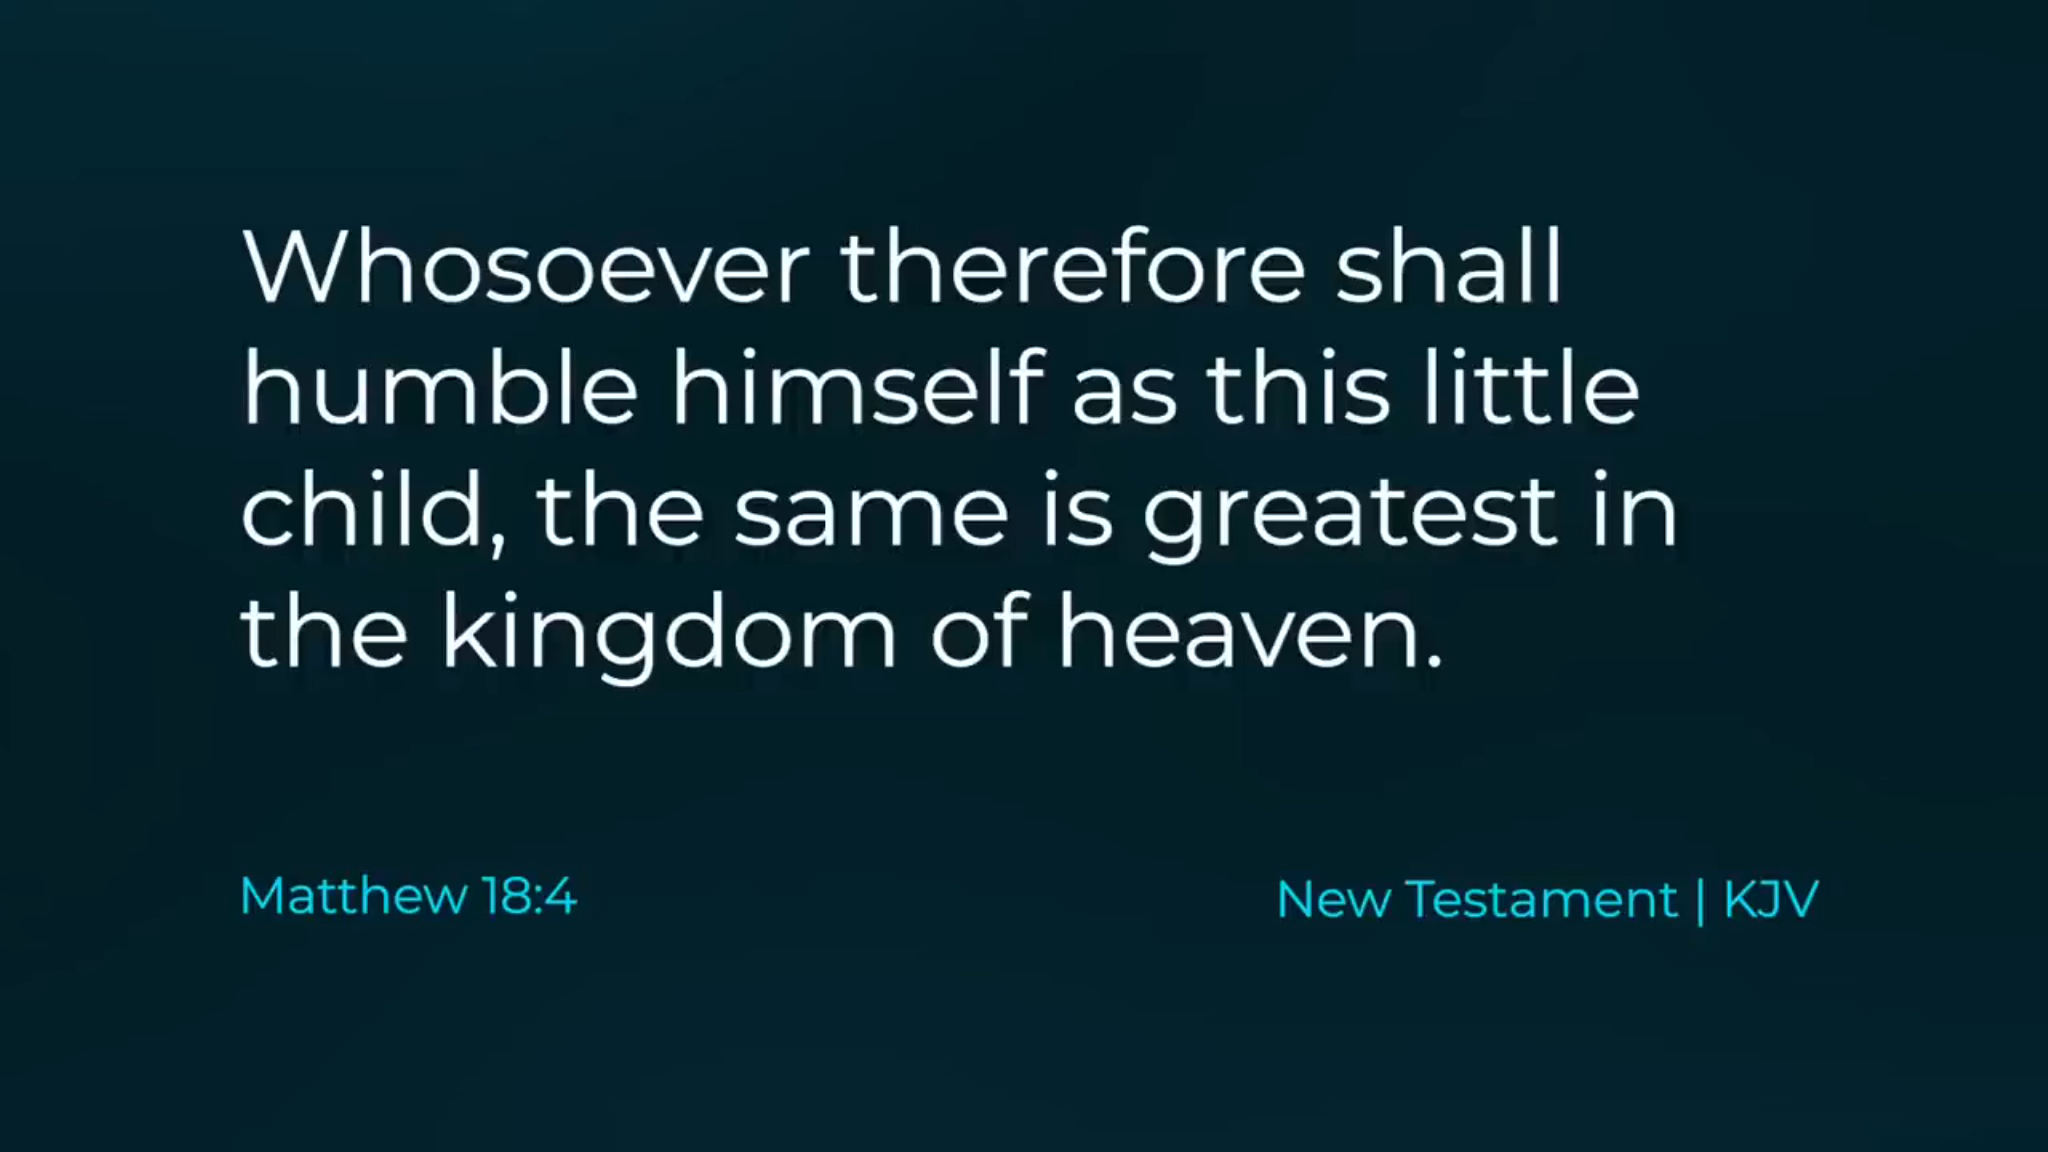 Whosoever therefore shall
humble himself as this little
child, the same is greatest in
the kingdom of heaven.
Matthew 18:4
New Testament | KJV